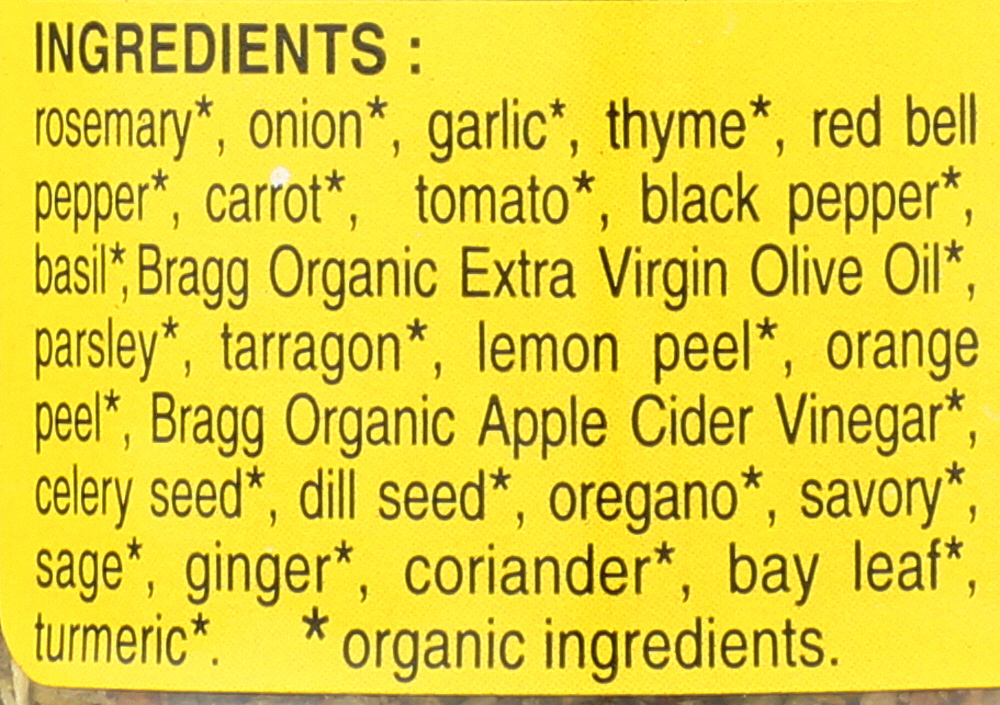 INGREDIENTS :
rosemary*, onion*, garlic*, thyme*, red bell
pepper*, carrot*, tomato*, black pepper*,
basil*, Bragg Organic Extra Virgin Olive Oil*,
parsley*, tarragon*, lemon peel*, orange
peel*, Bragg Organic Apple Cider Vinegar*,
celery seed*, dill seed*, oregano*, savory*,
sage*, ginger*, coriander*, bay leaf*,
turmeric*. * organic ingredients.